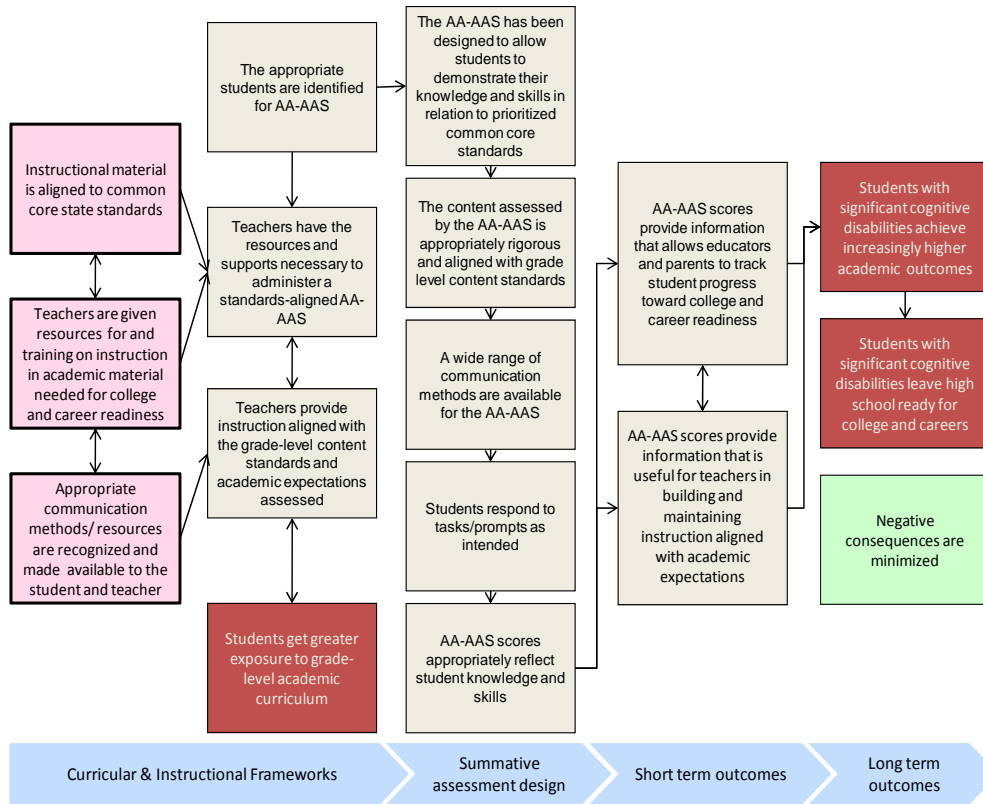 The appropriate
students are identified
for AA-AAS
The AA-AAS has been
designed to allow
students to
demonstrate their
knowledge and skills in
relation to prioritized
common core
standards
Instructional material
is aligned to common
core state standards
Teachers are given
resources for and
training on instruction
in academic material
needed for college
and career readiness
Appropriate
communication
methods/ resources
are recognized and
made available to the
student and teacher
Teachers have the
resources and
supports necessary to
administer a
standards-aligned AA-
AAS
Teachers provide
instruction aligned with
the grade-level content
standards and
academic expectations
assessed
Students get greater
exposure to grade-
level academic
curriculum
The content assessed
by the AA-AAS is
appropriately rigorous
and aligned with grade
level content standards
A wide range of
communication
methods are available
for the AA-AAS
Students respond to
tasks/prompts as
intended
AA-AAS scores
appropriately reflect
student knowledge and
skills
AA-AAS scores
provide information
that allows educators
and parents to track
student progress
toward college and
career readiness
AA-AAS scores provide
information that is
useful for teachers in
building and
maintaining instruction
aligned with academic
expectations
Students with
significant cognitive
disabilities achieve
increasingly higher
academic outcomes
Students with
significant cognitive
disabilities leave high
school ready for
college and careers
Negative
consequences are
minimized
Curricular & Instructional Frameworks
Summative
assessment design
Short term outcomes
Long term
outcomes